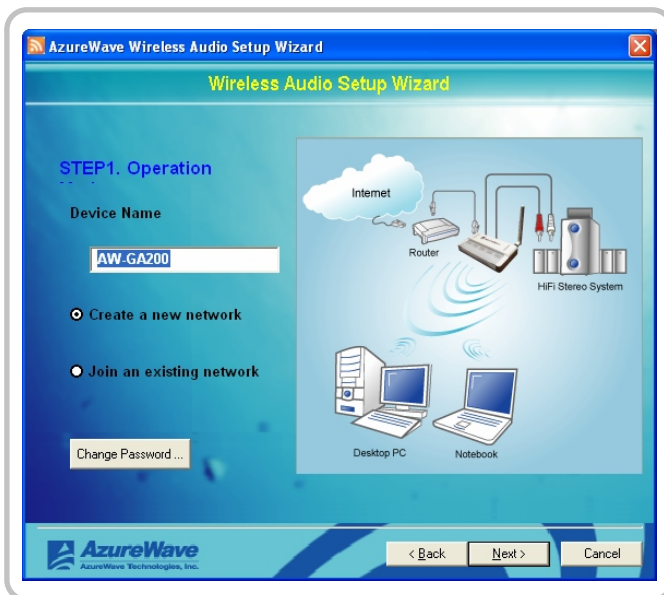 AzureWave Wireless Audio Setup Wizard
Wireless Audio Setup Wizard
STEP1. Operation
Device Name
AW-GA200
Create a new network
Join an existing network
Change Password ...
Internet
Router
HiFi Stereo System
Desktop PC
Notebook
AzureWave
AzureWave Technologies, Inc.
< Back
Next >
Cancel